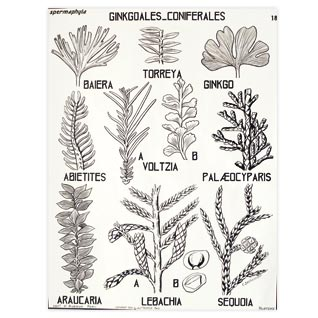 spermaphyta
GINKGOALES_CONIFERALES 18
BAIERA TORREYA GINKGO
A B
VOLTZIA
ABIETITES PALÆOCYPARIS
A B
ARAUCARIA LEBACHIA SEQUOIA